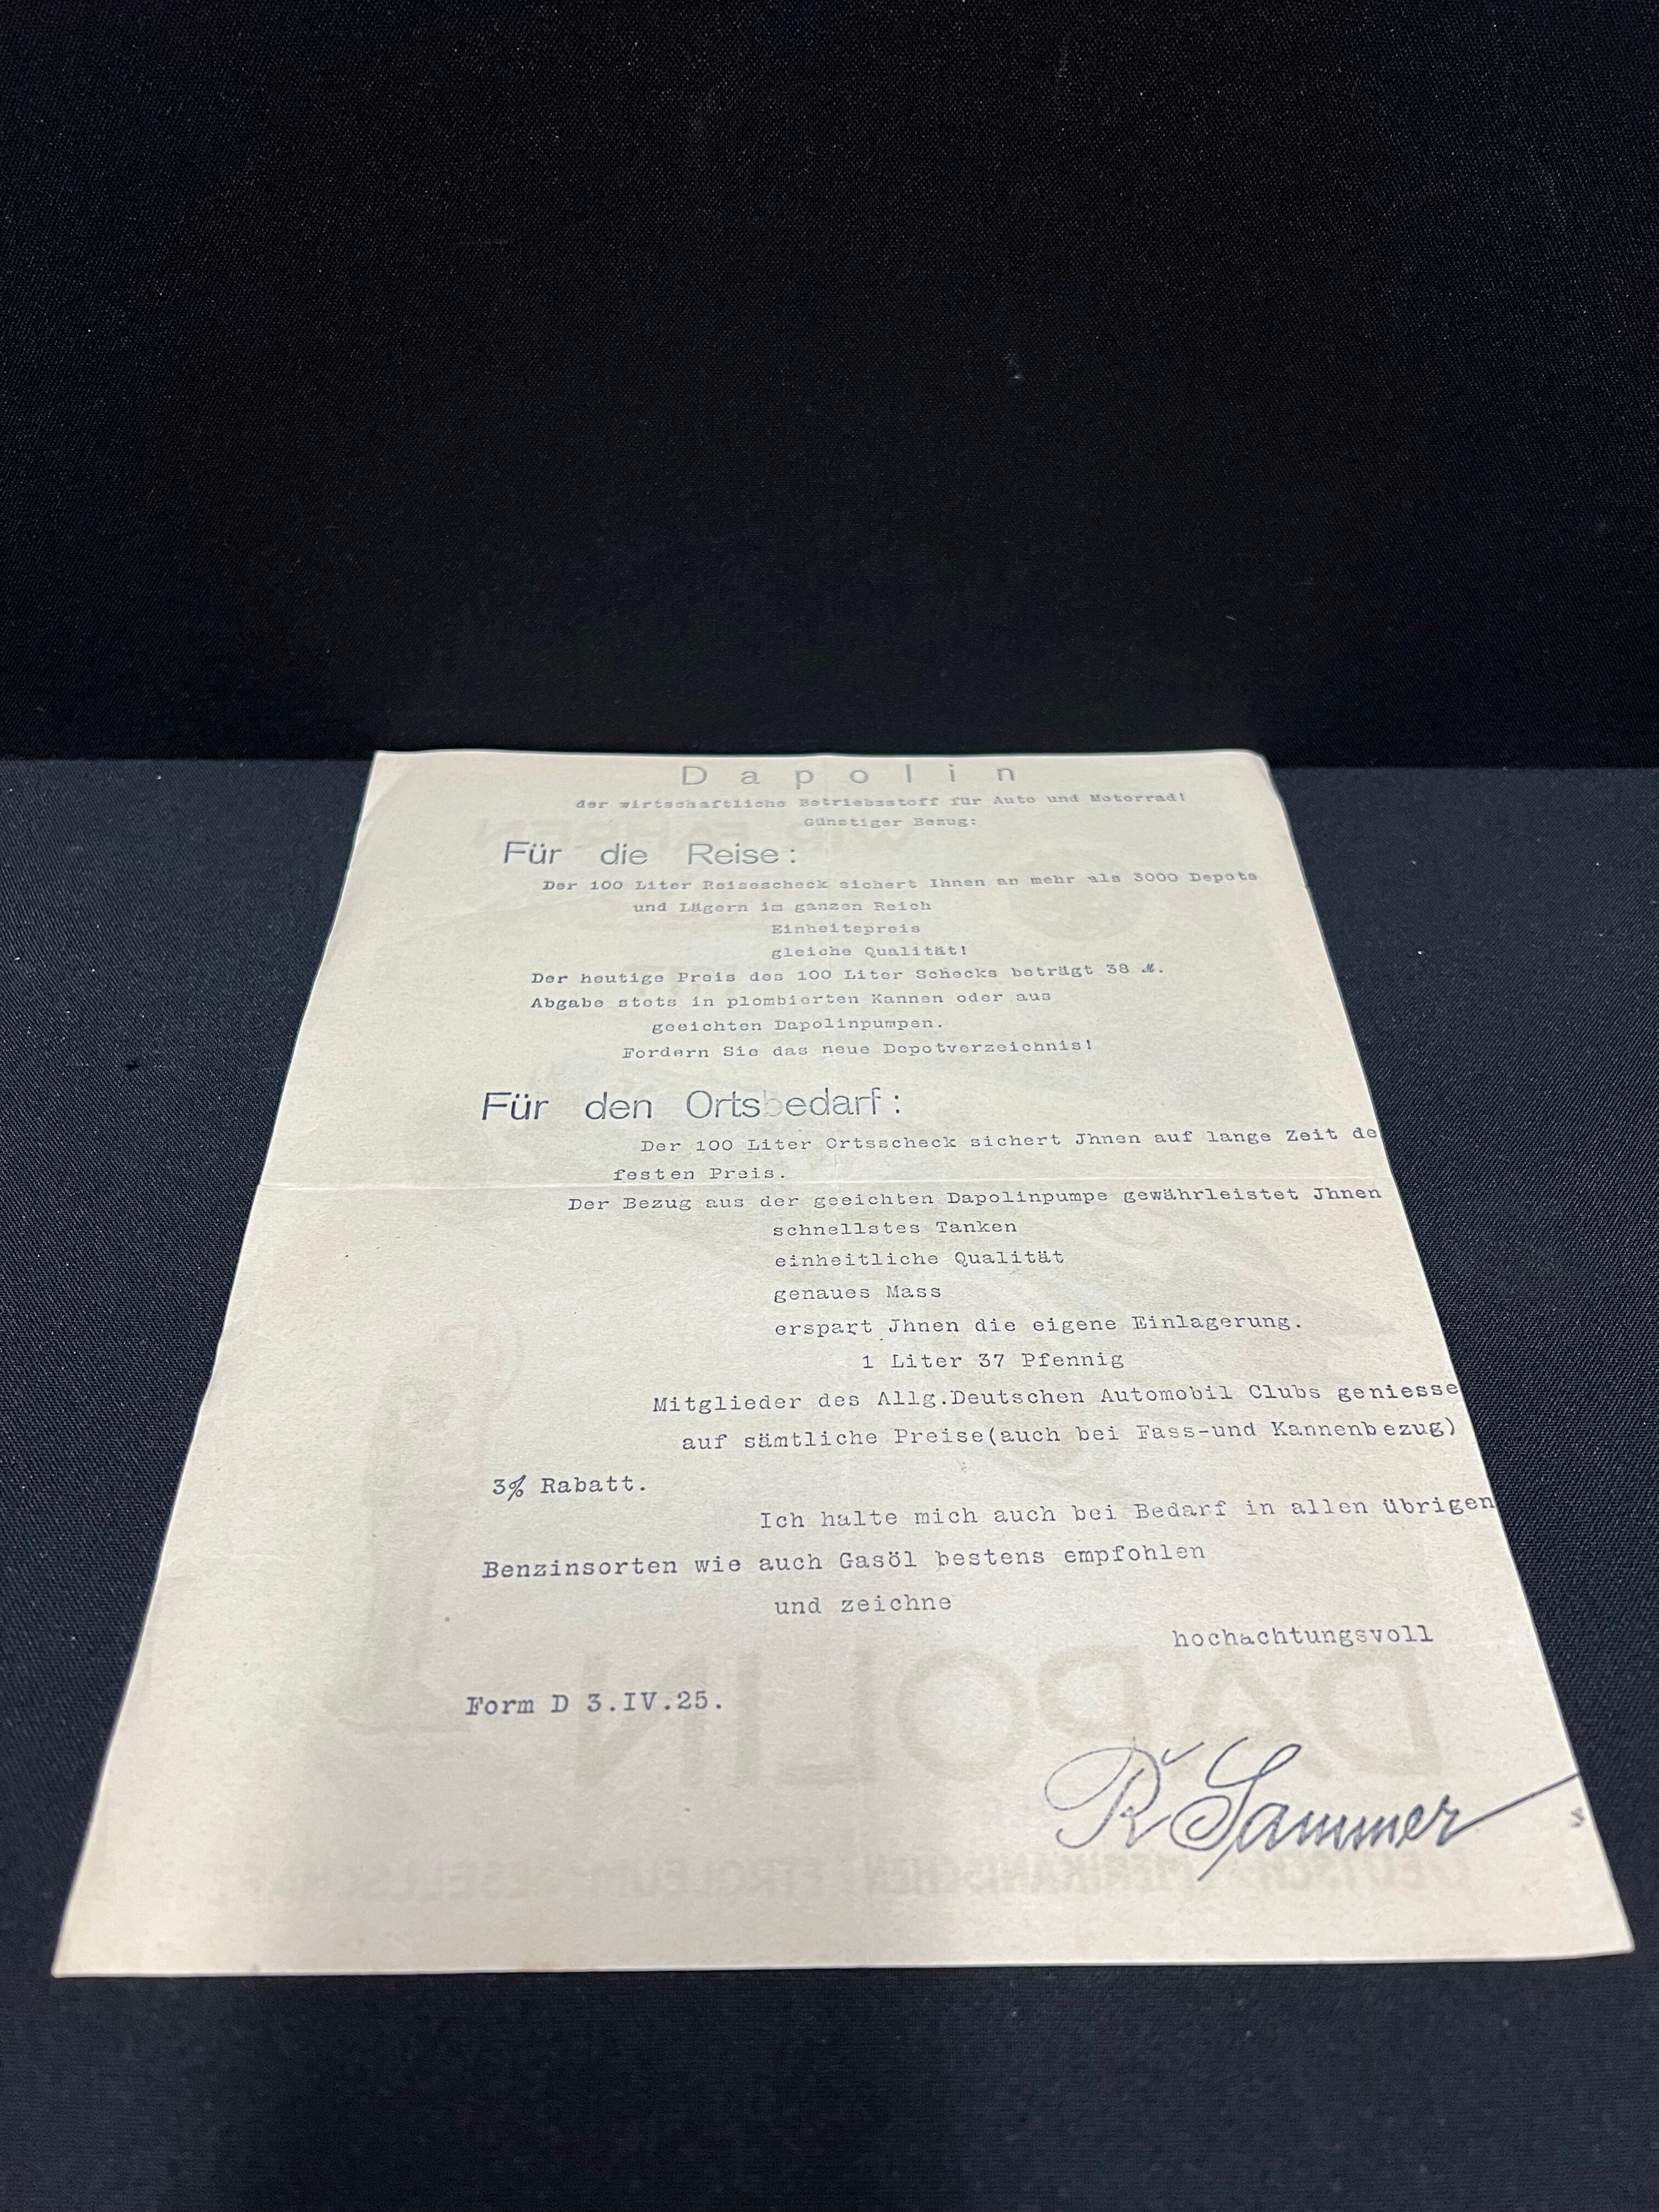 Dapolin
der wirtschaftliche Betriebsstoff für Auto und Motorrad!
Günstiger Bezug:
Für die Reise:
Der 100 Liter Reisescheck sichert Ihnen an mehr als 3000 Depots
und Lägern im ganzen Reich
Einheitspreis
gleiche Qualität!
Der heutige Preis des 100 Liter Schecks beträgt 38 M.
Abgabe stets in plombierten Kannen oder aus
geeichten Dapolinpumpen.
Fordern Sie das neue Depotverzeichnis!
Für den Ortsbedarf:
Der 100 Liter Ortsscheck sichert Jhnen auf lange Zeit de
festen Preis.
Der Bezug aus der geeichten Dapolinpumpe gewährleistet Jhnen
schnellstes Tanken
einheitliche Qualität
genaues Mass
erspart Jhnen die eigene Einlagerung.
1 Liter 37 Pfennig
Mitglieder des Allg.Deutschen Automobil Clubs geniesse
auf sämtliche Preise(auch bei Fass-und Kannenbezug)
3% Rabatt.
Ich halte mich auch bei Bedarf in allen übrigen
Benzinsorten wie auch Gasöl bestens empfohlen
und zeichne
hochachtungsvoll
Form D 3.IV.25.
DAPOLIN
R Sammer